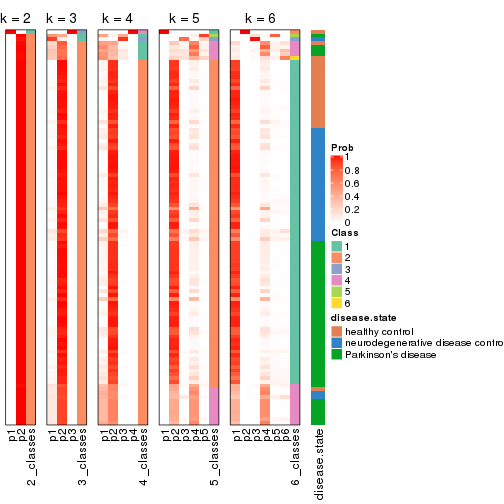 k = 2 k = 3 k = 4 k = 5 k = 6
Prob
1
0.8
0.6
0.4
0.2
0
Class
1
2
3
4
5
6
disease.state
healthy control
neurodegenerative disease contro
Parkinson's disease
p1 p2 2_classes p1 p2 p3 3_classes p1 p2 p3 p4 4_classes p1 p2 p3 p4 p5 5_classes p1 p2 p3 p4 p5 p6 6_classes disease.state